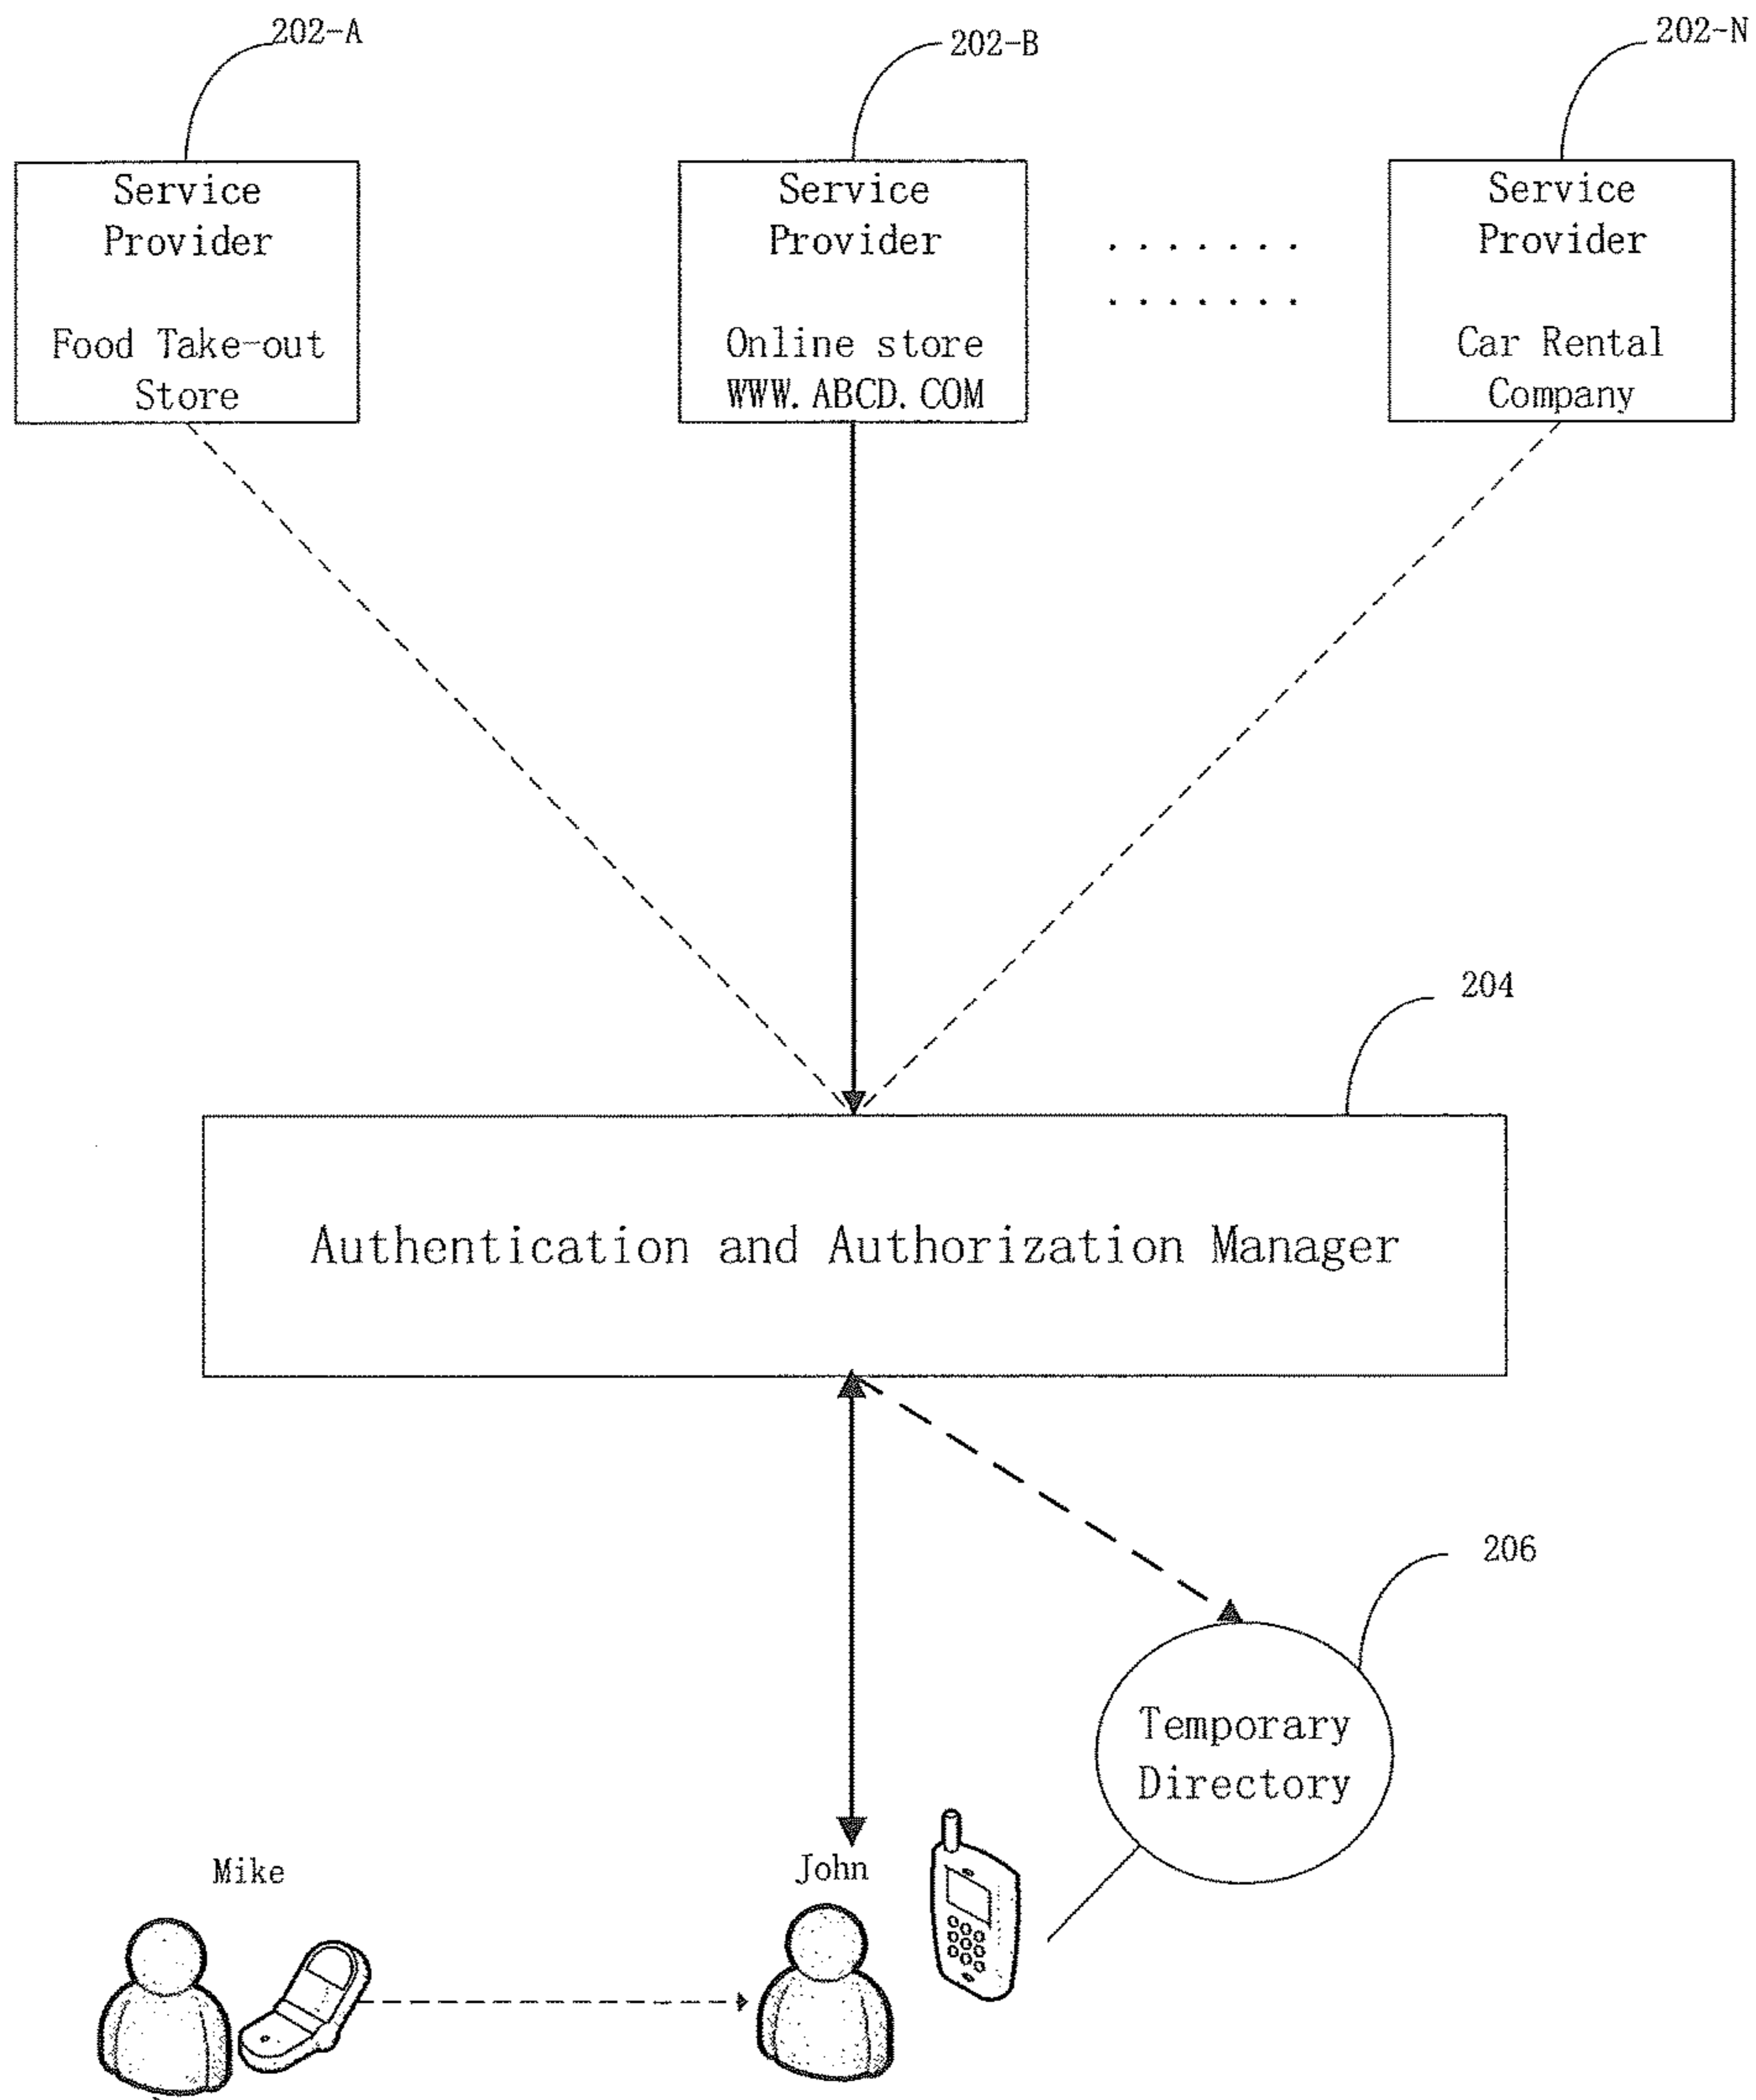 202-A
202-B
202-N
Service
Provider
Food Take-out
Store
Service
Provider
Online store
WWW.ABCD.COM
. . . . . . .
. . . . . . .
Service
Provider
Car Rental
Company
204
Authentication and Authorization Manager
206
Temporary
Directory
Mike
John